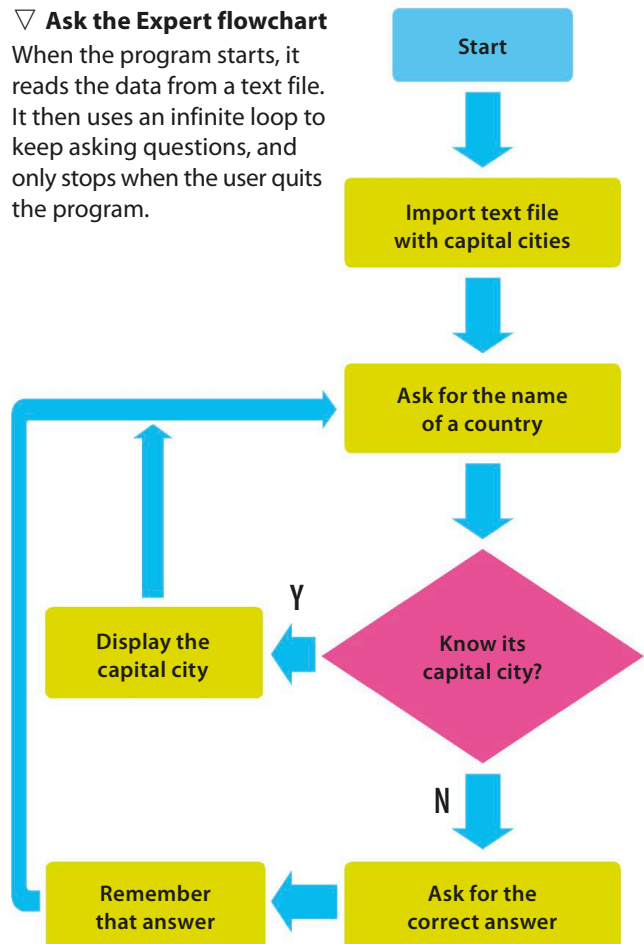 ▽ Ask the Expert flowchart
When the program starts, it
reads the data from a text file.
It then uses an infinite loop to
keep asking questions, and
only stops when the user quits
the program.
Start
Import text file
with capital cities
Ask for the name
of a country
Know its
capital city?
Y
Display the
capital city
N
Ask for the
correct answer
Remember
that answer